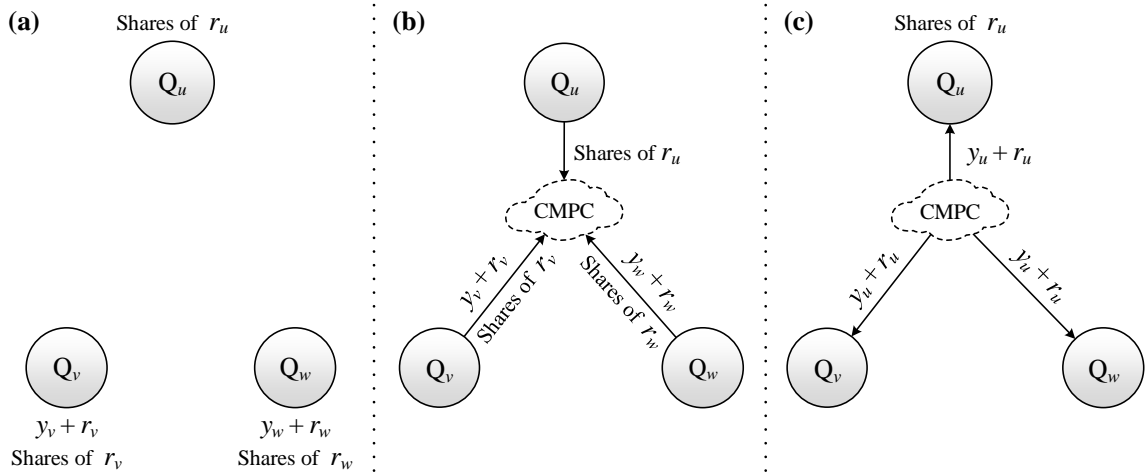 (a)
Shares of r_u
Q_u
Q_v
Q_w
y_v + r_v
y_w + r_w
Shares of r_v
Shares of r_w
(b)
Q_u
Shares of r_u
CMPC
y_v + r_v
Shares of r_v
y_w + r_w
Shares of r_w
Q_v
Q_w
(c)
Shares of r_u
Q_u
y_u + r_u
CMPC
y_u + r_u
y_u + r_u
Q_v
Q_w